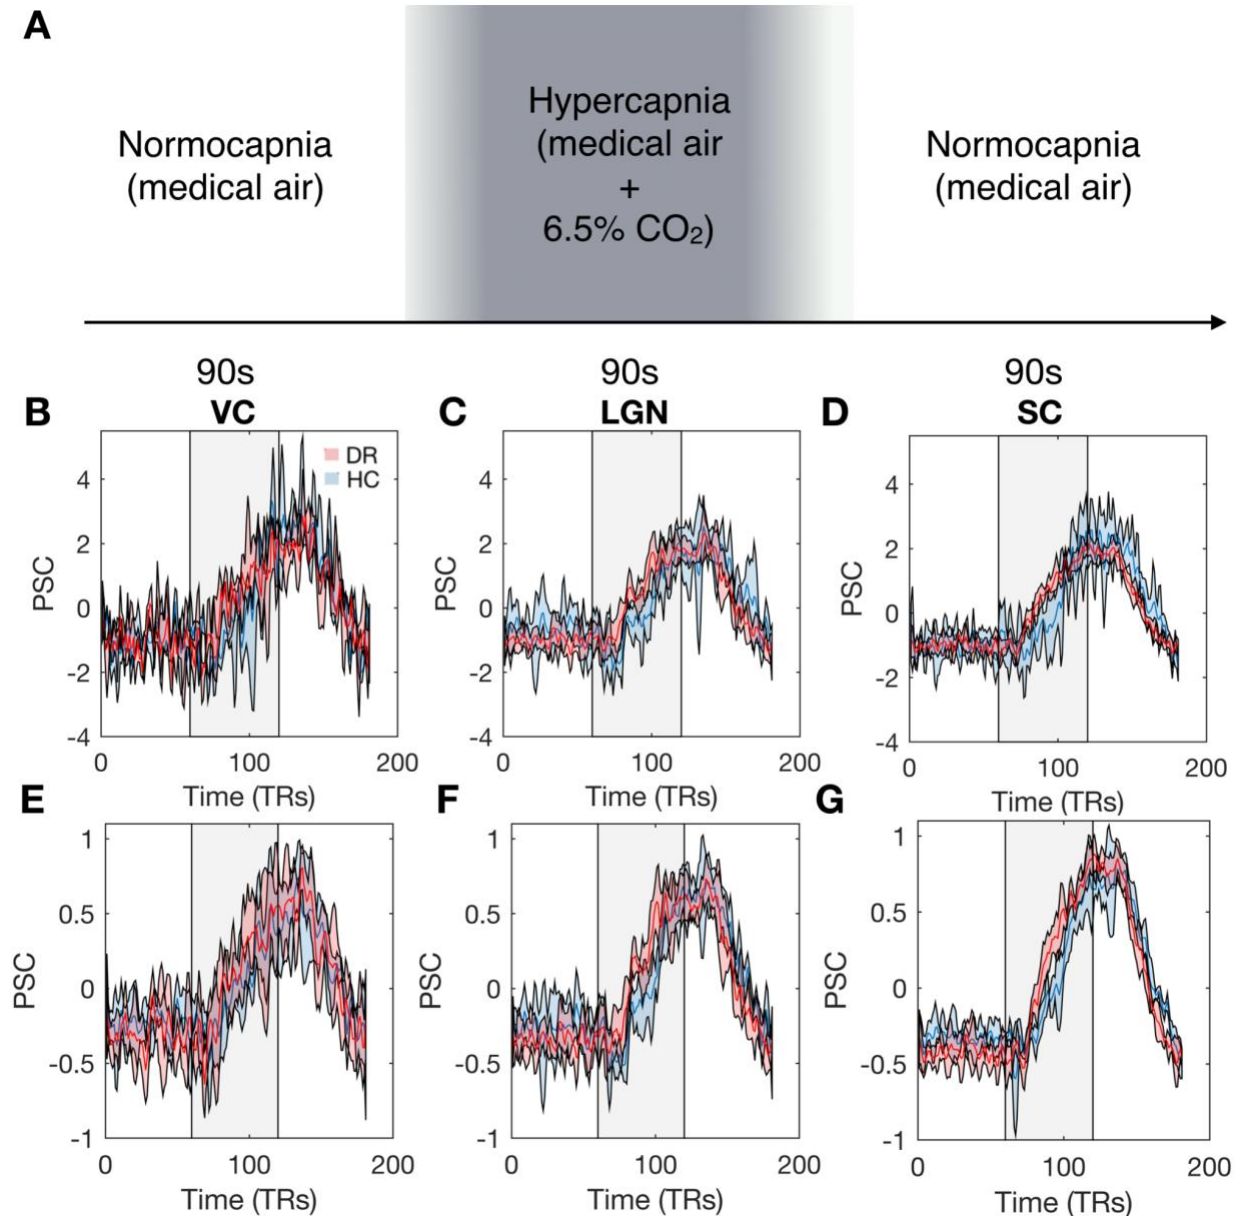 A
Normocapnia
(medical air)
Hypercapnia
(medical air
+
6.5% CO₂)
Normocapnia
(medical air)
90s
90s
90s
B
VC
C
LGN
D
SC
DR
HC
PSC
4
2
0
-2
-4
0
100
200
Time (TRs)
PSC
4
2
0
-2
-4
0
100
200
Time (TRs)
PSC
4
2
0
-2
-4
0
100
200
Time (TRs)
E
F
G
PSC
1
0.5
0
-0.5
-1
0
100
200
Time (TRs)
PSC
1
0.5
0
-0.5
-1
0
100
200
Time (TRs)
PSC
1
0.5
0
-0.5
-1
0
100
200
Time (TRs)